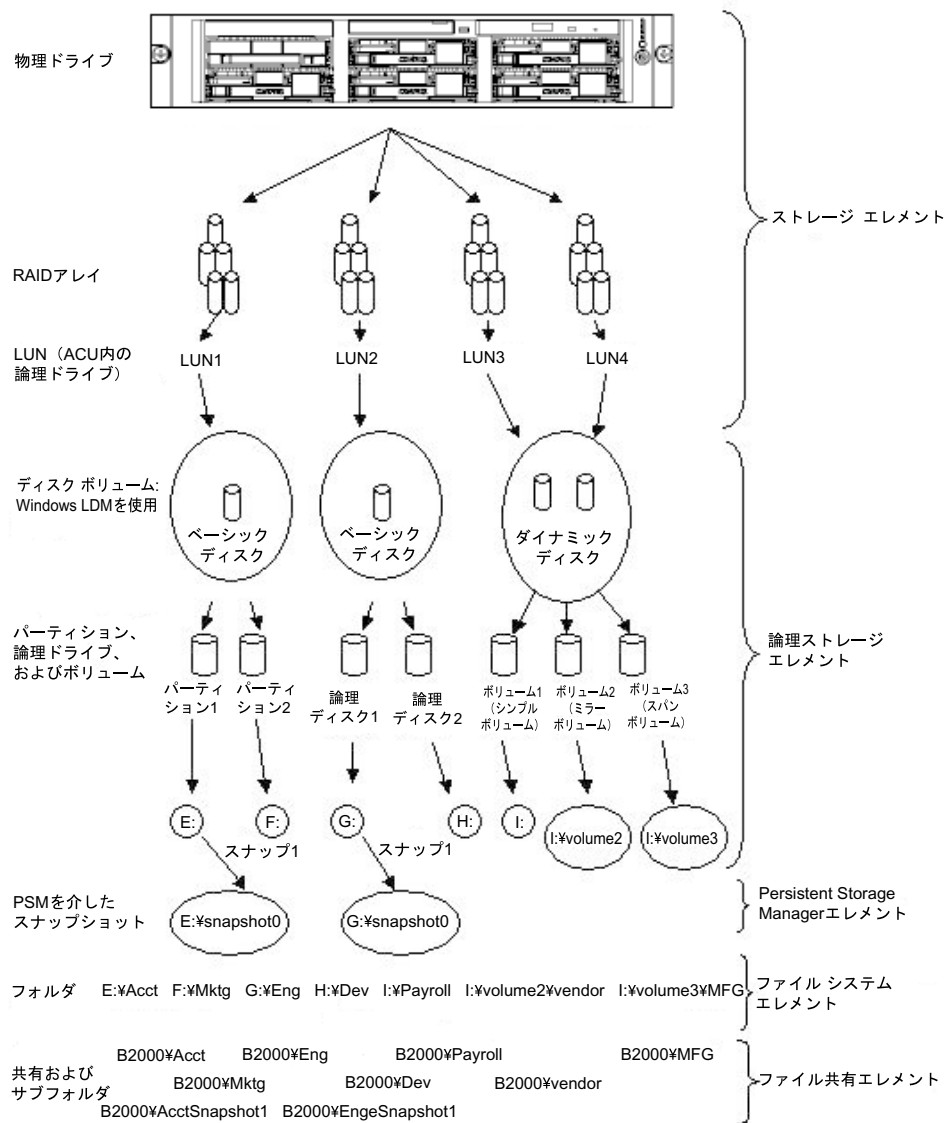 物理ドライブ
ストレージ エレメント
RAIDアレイ
LUN（ACU内の
論理ドライブ）
LUN1
LUN2
LUN3
LUN4
ディスク ボリューム:
Windows LDMを使用
ベーシック
ディスク
ベーシック
ディスク
ダイナミック
ディスク
パーティション、
論理ドライブ、
およびボリューム
パーティ
ション1
パーティ
ション2
論理
ディスク1
論理
ディスク2
ボリューム1
（シンプル
ボリューム）
ボリューム2
（ミラー
ボリューム）
ボリューム3
（スパン
ボリューム）
論理ストレージ
エレメント
E:
F:
G:
H:
I:
I:¥volume2
I:¥volume3
スナップ1
スナップ1
PSMを介した
スナップショット
E:¥snapshot0
G:¥snapshot0
Persistent Storage
Managerエレメント
フォルダ
E:¥Acct F:¥Mktg G:¥Eng H:¥Dev I:¥Payroll I:¥volume2¥vendor I:¥volume3¥MFG
ファイル システム
エレメント
共有および
サブフォルダ
B2000¥Acct B2000¥Eng B2000¥Payroll B2000¥MFG
B2000¥Mktg B2000¥Dev B2000¥vendor
B2000¥AcctSnapshot1 B2000¥EngeSnapshot1
ファイル共有エレメント